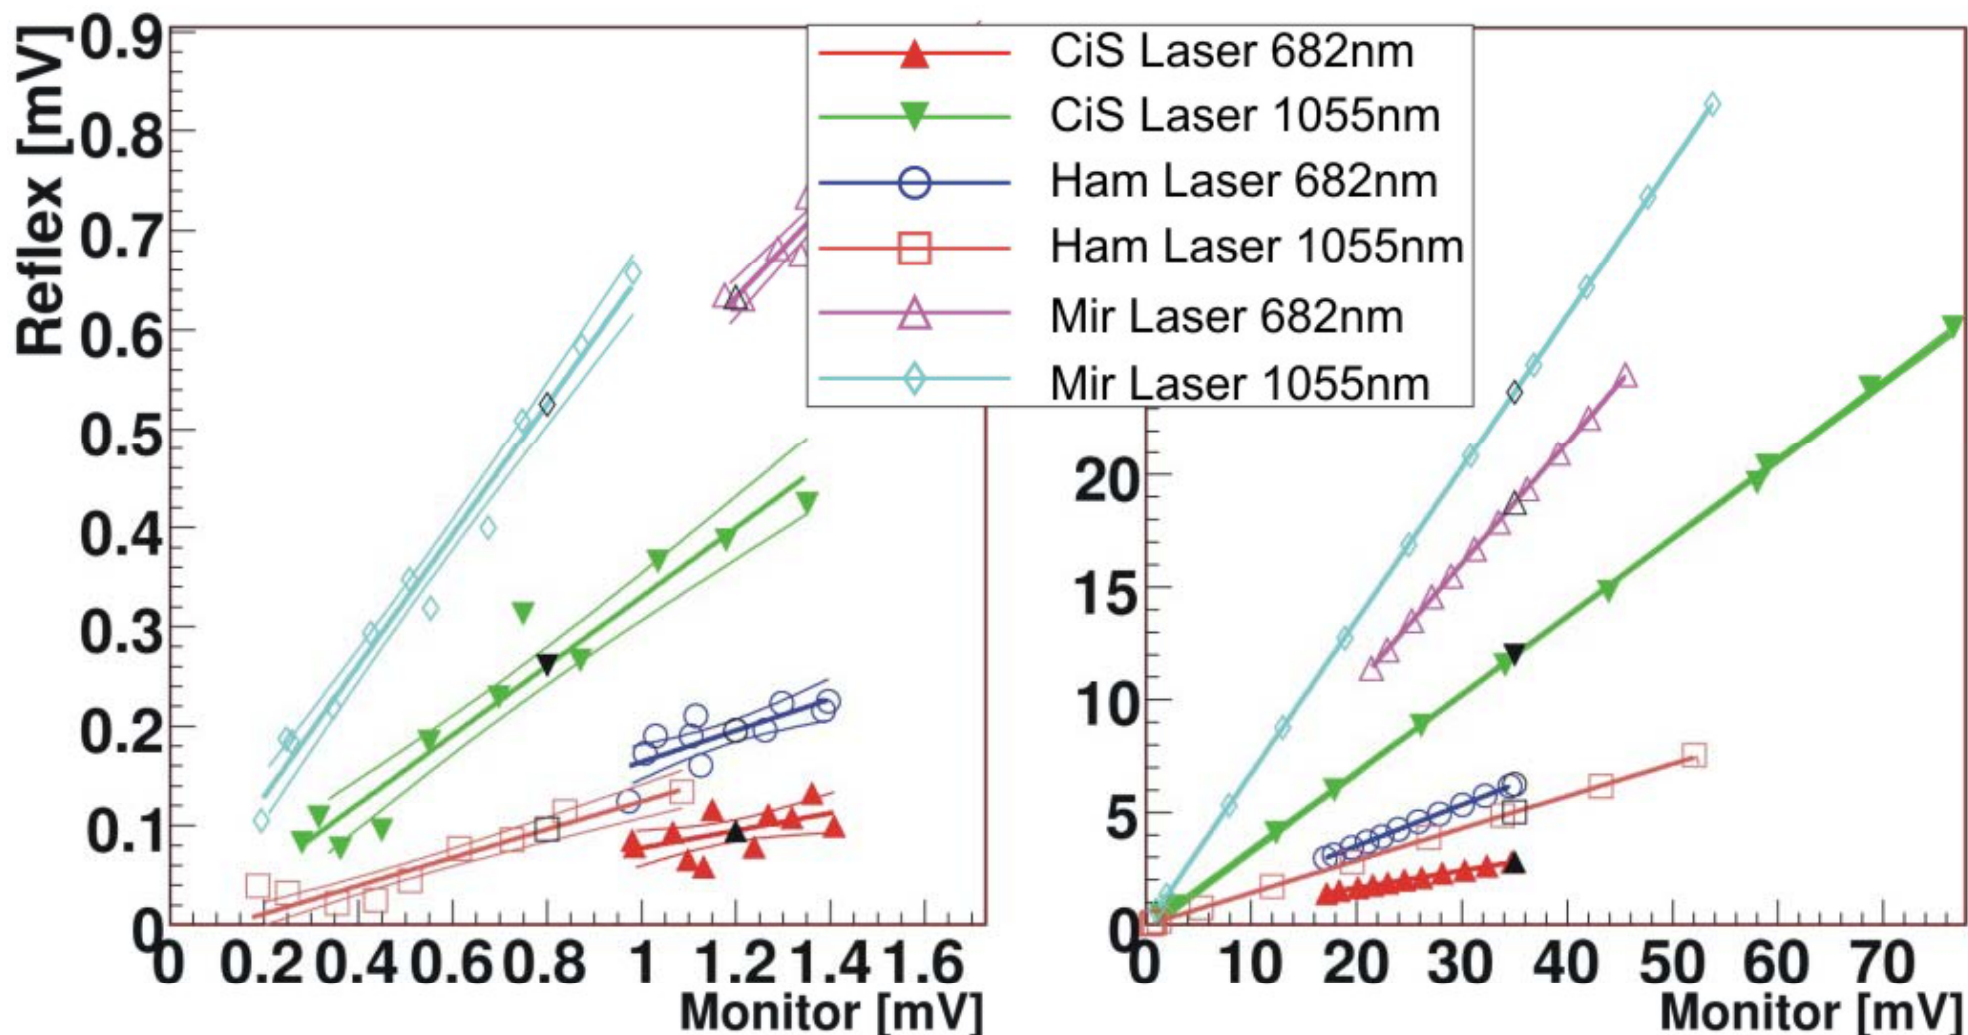 Reflex [mV]
0.9
0.8
0.7
0.6
0.5
0.4
0.3
0.2
0.1
0
0 0.2 0.4 0.6 0.8 1 1.2 1.4 1.6
Monitor [mV]
CiS Laser 682nm
CiS Laser 1055nm
Ham Laser 682nm
Ham Laser 1055nm
Mir Laser 682nm
Mir Laser 1055nm
20
15
10
5
0
0 10 20 30 40 50 60 70
Monitor [mV]